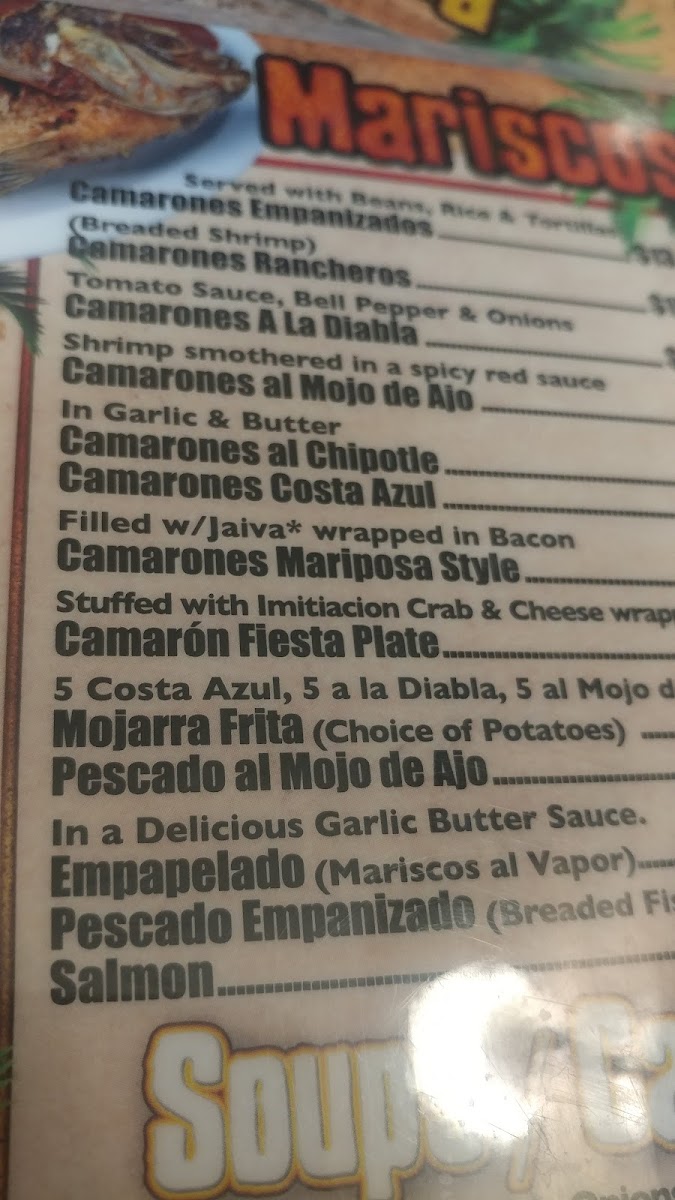 Mariscos
Served with Beans, Rice & Tortillas
Camarones Empanizados
(Breaded Shrimp)
Camarones Rancheros
Tomato Sauce, Bell Pepper & Onions
Camarones A La Diabla
Shrimp smothered in a spicy red sauce
Camarones al Mojo de Ajo
In Garlic & Butter
Camarones al Chipotle
Camarones Costa Azul
Filled w/Jaiva* wrapped in Bacon
Camarones Mariposa Style
Stuffed with Imitiacion Crab & Cheese
Camarón Fiesta Plate
5 Costa Azul, 5 a la Diabla, 5 al Mojo
Mojarra Frita (Choice of Potatoes)
Pescado al Mojo de Ajo
In a Delicious Garlic Butter Sauce.
Empapelado (Mariscos al Vapor)
Pescado Empanizado (Breaded
Salmon